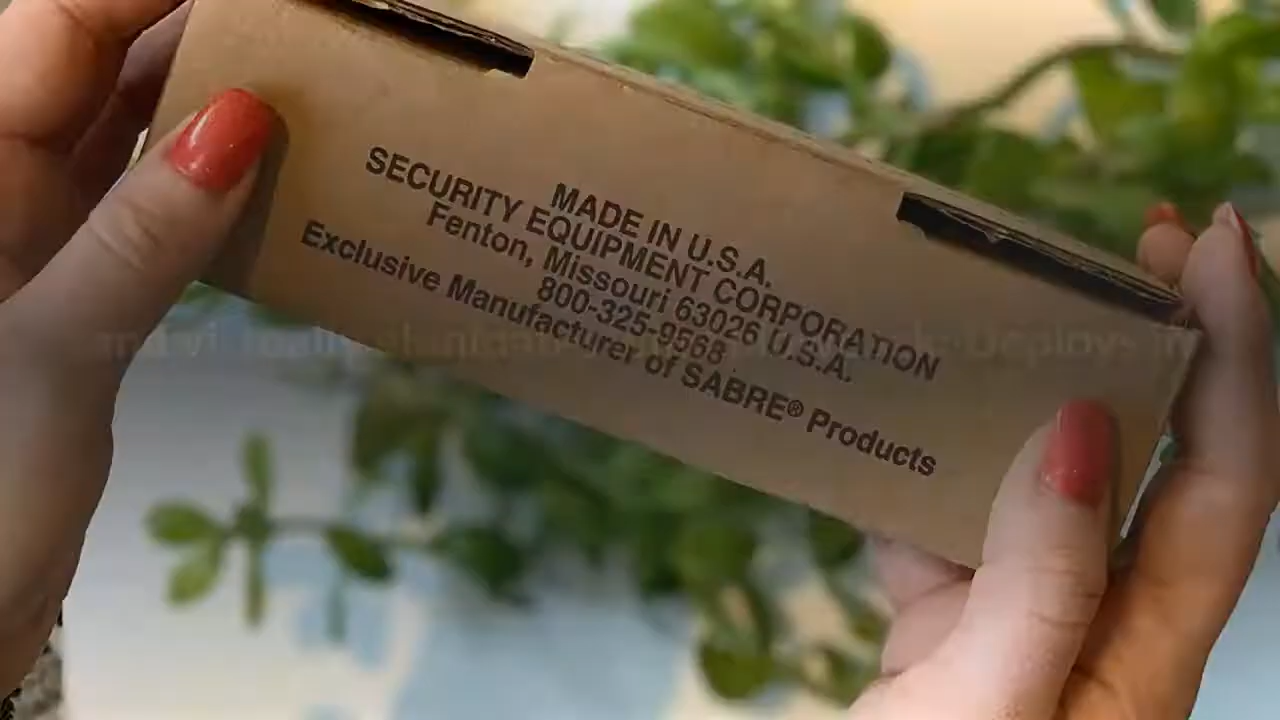 MADE IN U.S.A.
SECURITY EQUIPMENT CORPORATION
Fenton, Missouri 63026 U.S.A.
800-325-9568
Exclusive Manufacturer of SABRE® Products